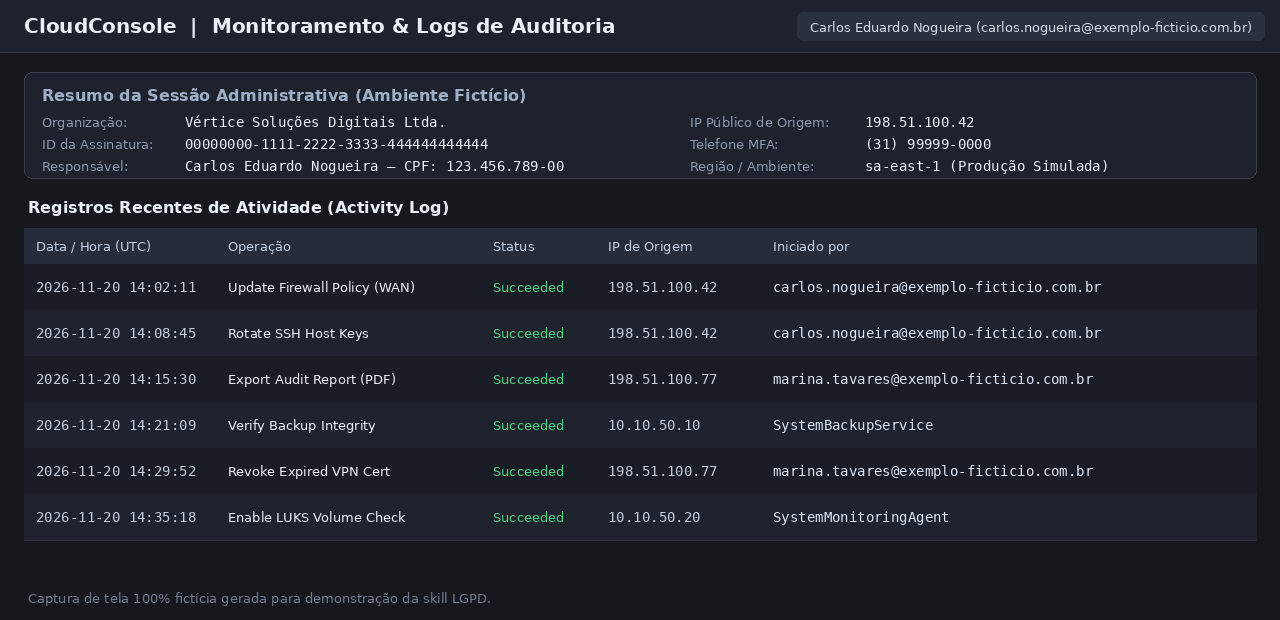 CloudConsole | Monitoramento & Logs de Auditoria
Carlos Eduardo Nogueira (carlos.nogueira@exemplo-ficticio.com.br)
Resumo da Sessão Administrativa (Ambiente Fictício)
Organização: Vértice Soluções Digitais Ltda. IP Público de Origem: 198.51.100.42
ID da Assinatura: 00000000-1111-2222-3333-444444444444 Telefone MFA: (31) 99999-0000
Responsável: Carlos Eduardo Nogueira – CPF: 123.456.789-00 Região / Ambiente: sa-east-1 (Produção Simulada)
Registros Recentes de Atividade (Activity Log)
Data / Hora (UTC) Operação Status IP de Origem Iniciado por
2026-11-20 14:02:11 Update Firewall Policy (WAN) Succeeded 198.51.100.42 carlos.nogueira@exemplo-ficticio.com.br
2026-11-20 14:08:45 Rotate SSH Host Keys Succeeded 198.51.100.42 carlos.nogueira@exemplo-ficticio.com.br
2026-11-20 14:15:30 Export Audit Report (PDF) Succeeded 198.51.100.77 marina.tavares@exemplo-ficticio.com.br
2026-11-20 14:21:09 Verify Backup Integrity Succeeded 10.10.50.10 SystemBackupService
2026-11-20 14:29:52 Revoke Expired VPN Cert Succeeded 198.51.100.77 marina.tavares@exemplo-ficticio.com.br
2026-11-20 14:35:18 Enable LUKS Volume Check Succeeded 10.10.50.20 SystemMonitoringAgent
Captura de tela 100% fictícia gerada para demonstração da skill LGPD.